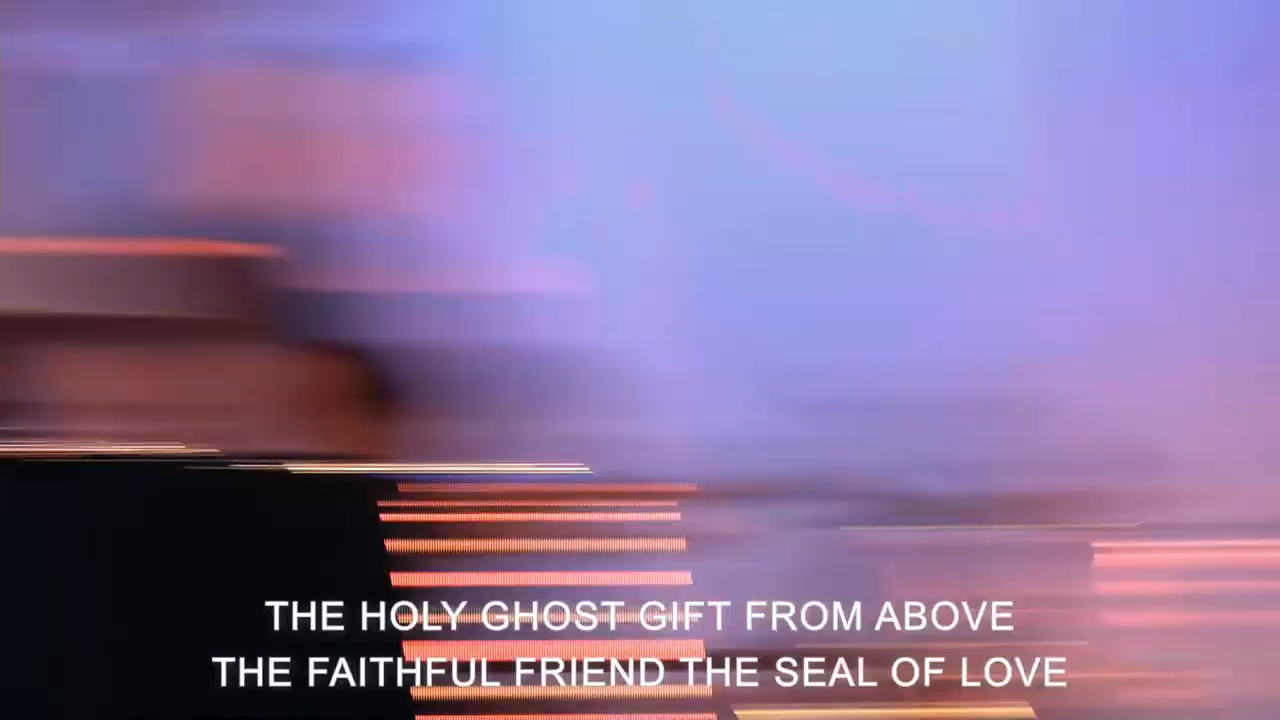 THE HOLY GHOST GIFT FROM ABOVE
THE FAITHFUL FRIEND THE SEAL OF LOVE